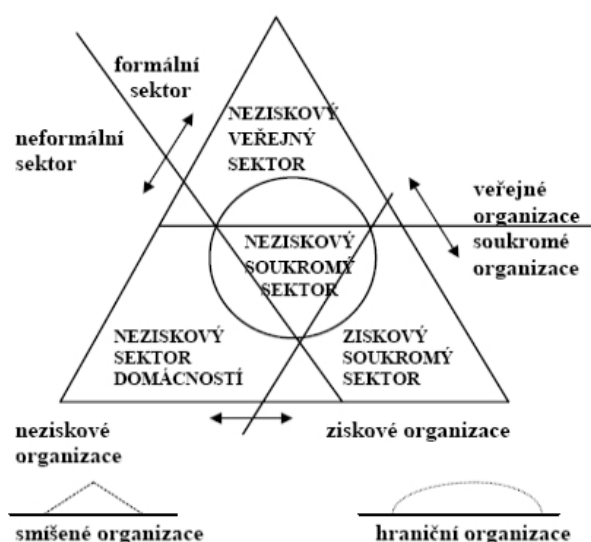 formální
sektor
neformální
sektor
NEZISKOVÝ
VEŘEJNÝ
SEKTOR
veřejné
organizace
soukromé
organizace
NEZISKOVÝ
SOUKROMÝ
SEKTOR
NEZISKOVÝ
SEKTOR
DOMÁCNOSTÍ
ZISKOVÝ
SOUKROMÝ
SEKTOR
neziskové
organizace
ziskové organizace
smíšené organizace
hraniční organizace